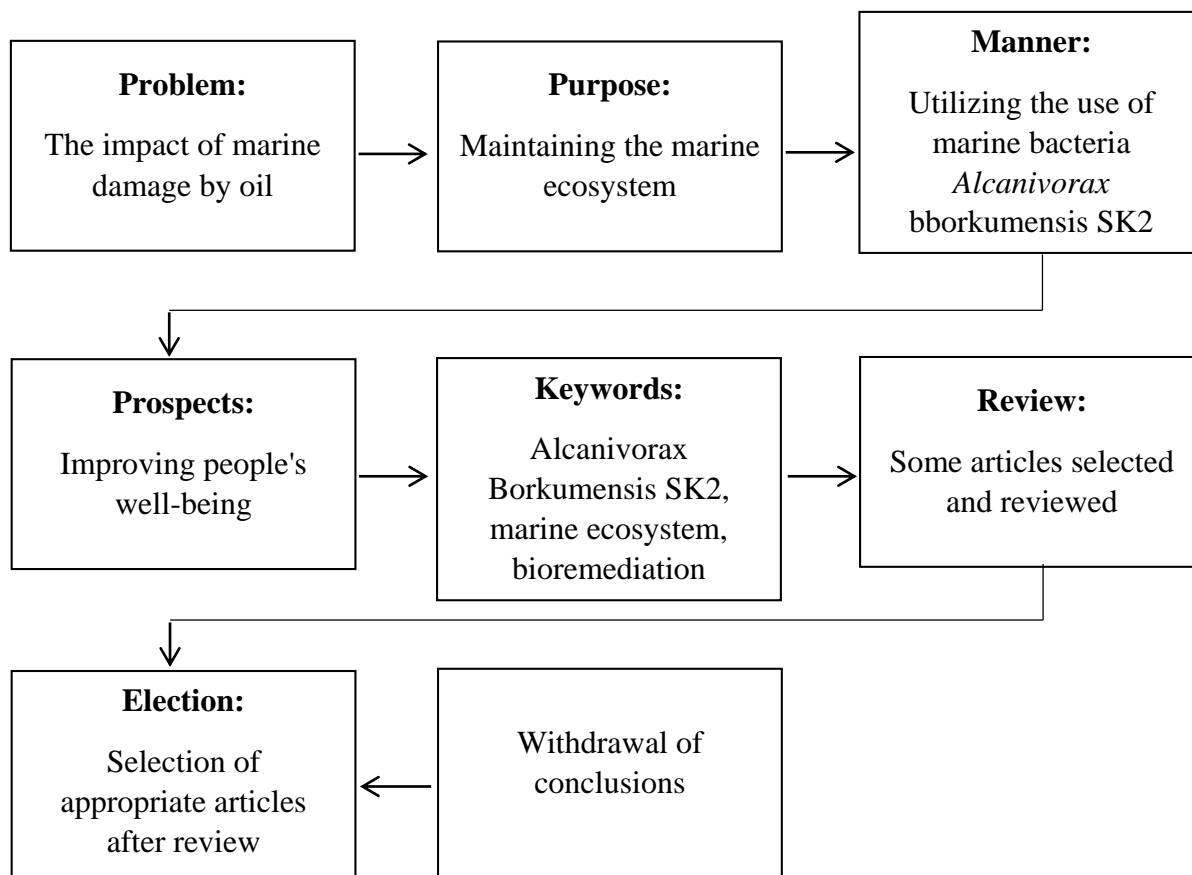 Problem:
The impact of marine
damage by oil
Purpose:
Maintaining the marine
ecosystem
Manner:
Utilizing the use of
marine bacteria
Alcanivorax
bborkumensis SK2
Prospects:
Improving people's
well-being
Keywords:
Alcanivorax
Borkumensis SK2,
marine ecosystem,
bioremediation
Review:
Some articles selected
and reviewed
Election:
Selection of
appropriate articles
after review
Withdrawal of
conclusions